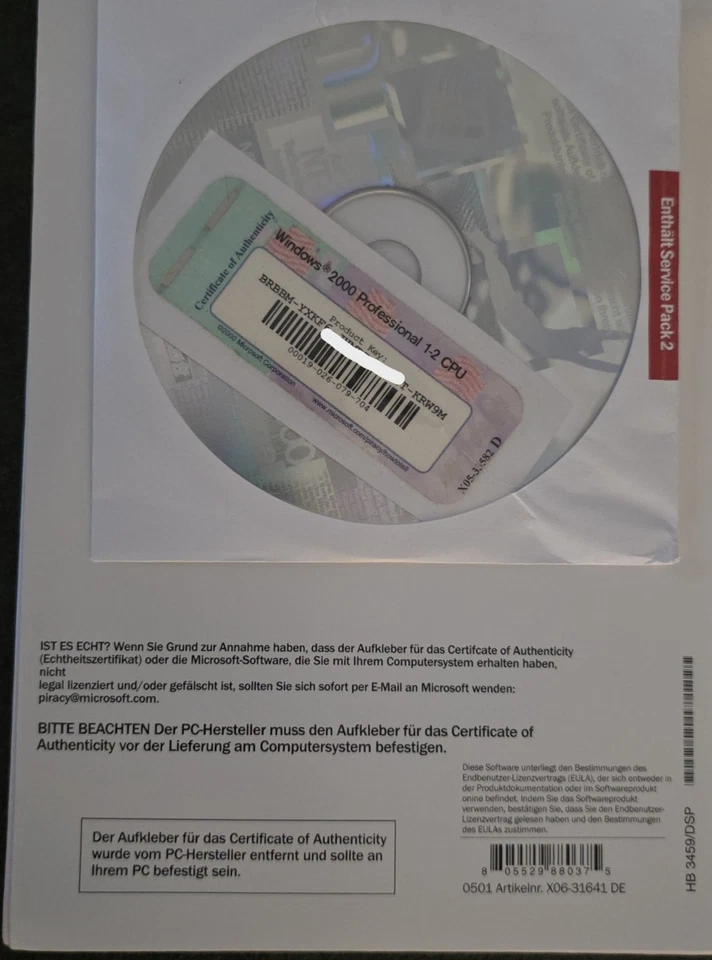 Enthält Service Pack 2
Certificate of Authenticity
Windows® 2000 Professional 1-2 CPU
Product Key:
00019-026-079-704
©2000 Microsoft Corporation
www.microsoft.com/piracy/howtotell
IST ES ECHT? Wenn Sie Grund zur Annahme haben, dass der Aufkleber für das Certifcate of Authenticity
(Echtheitszertifikat) oder die Microsoft-Software, die Sie mit Ihrem Computersystem erhalten haben,
nicht
legal lizenziert und/oder gefälscht ist, sollten Sie sich sofort per E-Mail an Microsoft wenden:
piracy@microsoft.com.
BITTE BEACHTEN Der PC-Hersteller muss den Aufkleber für das Certificate of
Authenticity vor der Lieferung am Computersystem befestigen.
Diese Software unterliegt den Bestimmungen des
Endbenutzer-Lizenzvertrags (EULA), der sich entweder in
der Produktdokumentation oder im Softwareprodukt
onine befindet. Indem Sie das Softwareprodukt
verwenden, bestätigen Sie, dass Sie den Endbenutzer-
Lizenzvertrag gelesen haben und den Bestimmungen
des EULAs zustimmen.
Der Aufkleber für das Certificate of Authenticity
wurde vom PC-Hersteller entfernt und sollte an
Ihrem PC befestigt sein.
8 05529 88037 5
0501 Artikelnr. X06-31641 DE
HB 3459/DSP